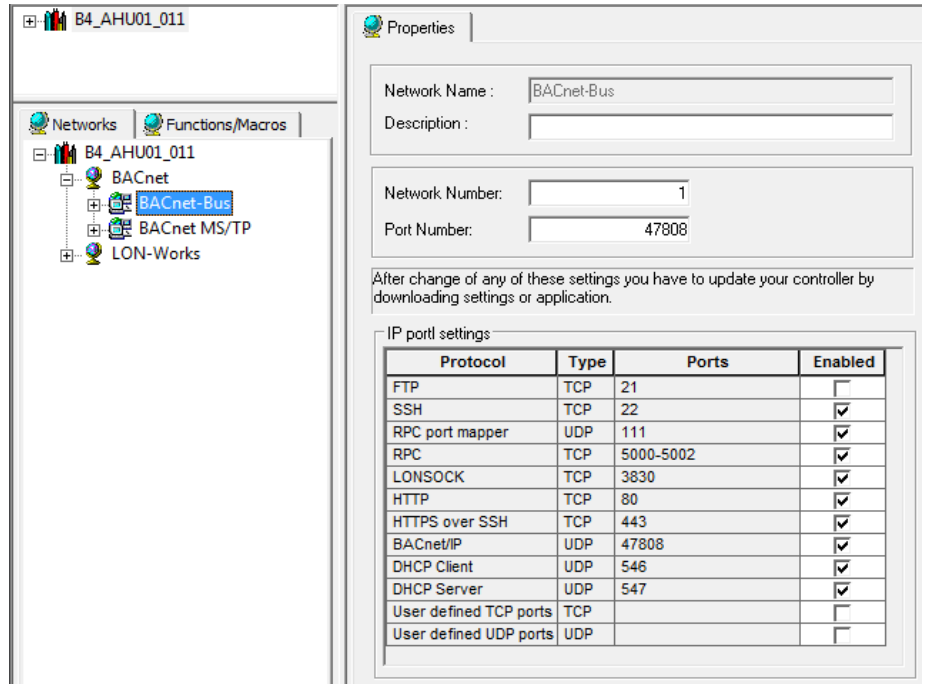 B4_AHU01_011
Networks Functions/Macros
B4_AHU01_011
BACnet
BACnet-Bus
BACnet MS/TP
LON-Works
Properties
Network Name : BACnet-Bus
Description :
Network Number: 1
Port Number: 47808
After change of any of these settings you have to update your controller by
downloading settings or application.
IP portl settings
Protocol Type Ports Enabled
FTP TCP 21
SSH TCP 22
RPC port mapper UDP 111
RPC TCP 5000-5002
LONSOCK TCP 3830
HTTP TCP 80
HTTPS over SSH TCP 443
BACnet/IP UDP 47808
DHCP Client UDP 546
DHCP Server UDP 547
User defined TCP ports TCP
User defined UDP ports UDP